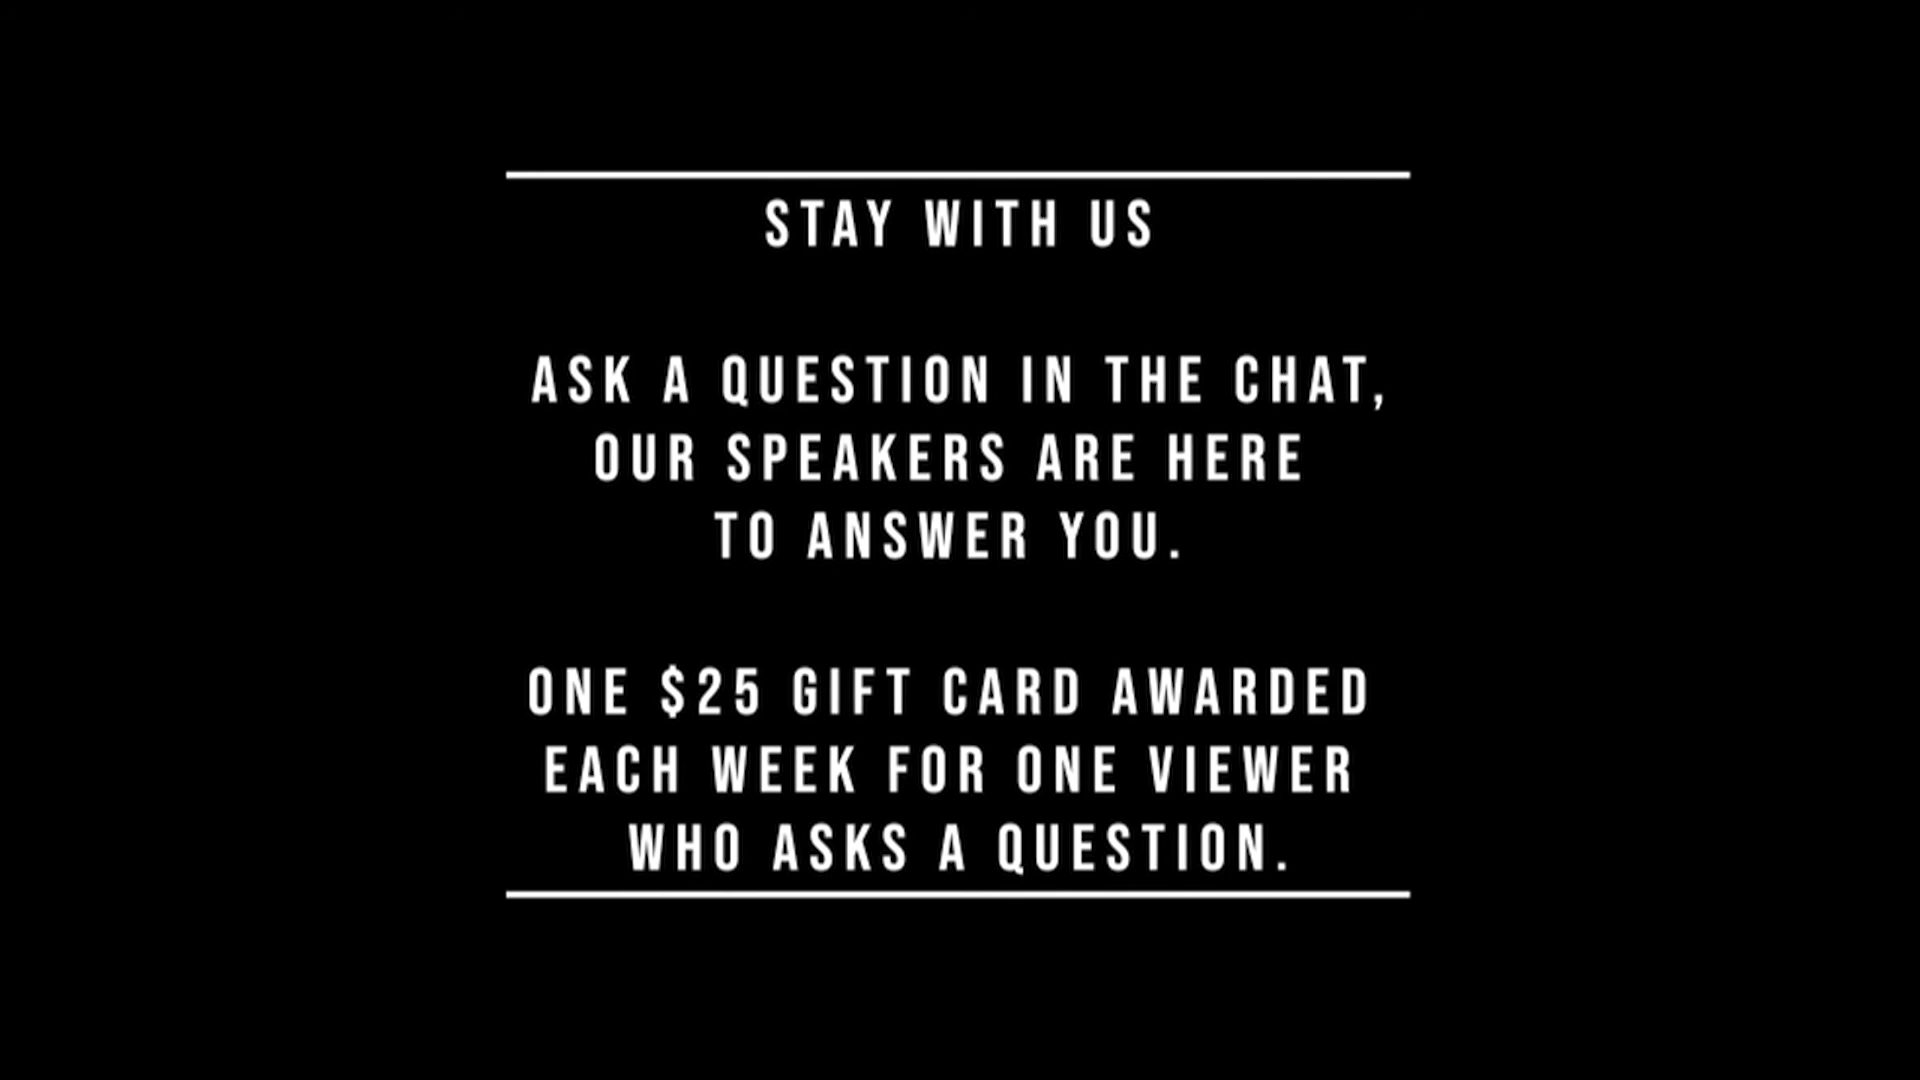 STAY WITH US
ASK A QUESTION IN THE CHAT,
OUR SPEAKERS ARE HERE
TO ANSWER YOU.
ONE $25 GIFT CARD AWARDED
EACH WEEK FOR ONE VIEWER
WHO ASKS A QUESTION.